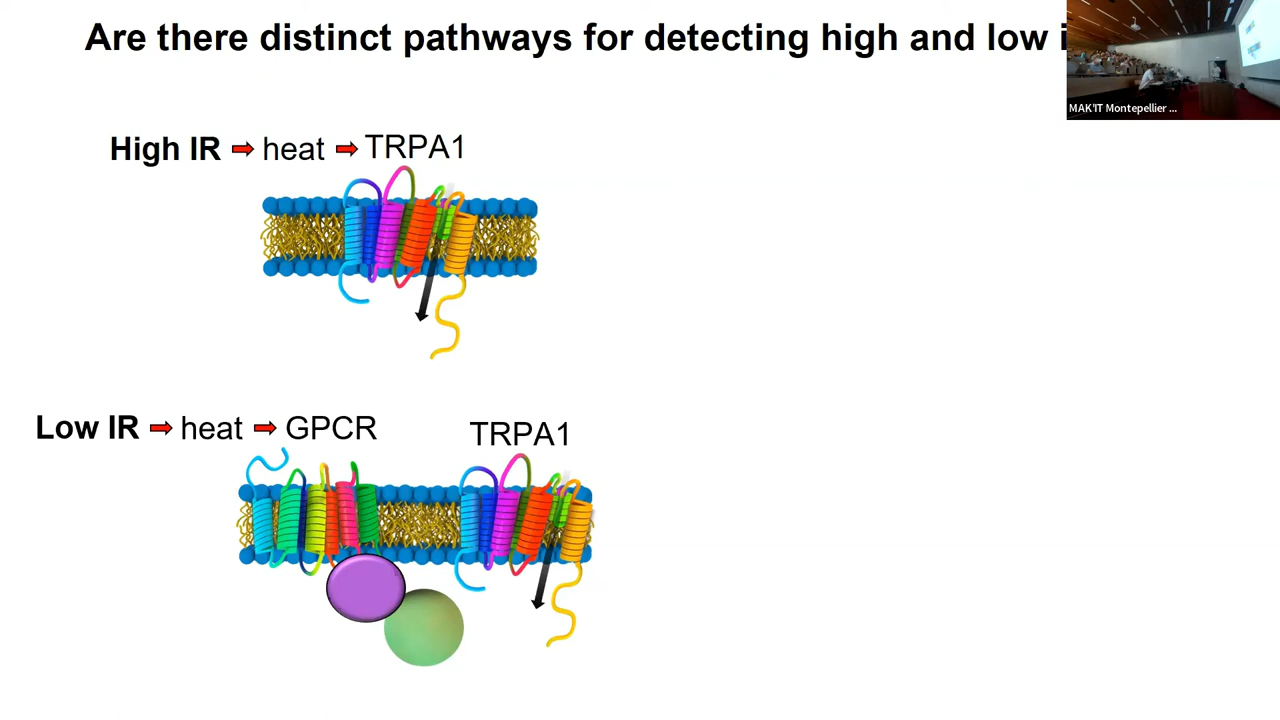 Are there distinct pathways for detecting high and low i
MAK'IT Montepellier ...
High IR ➡ heat ➡ TRPA1
Low IR ➡ heat ➡ GPCR
TRPA1